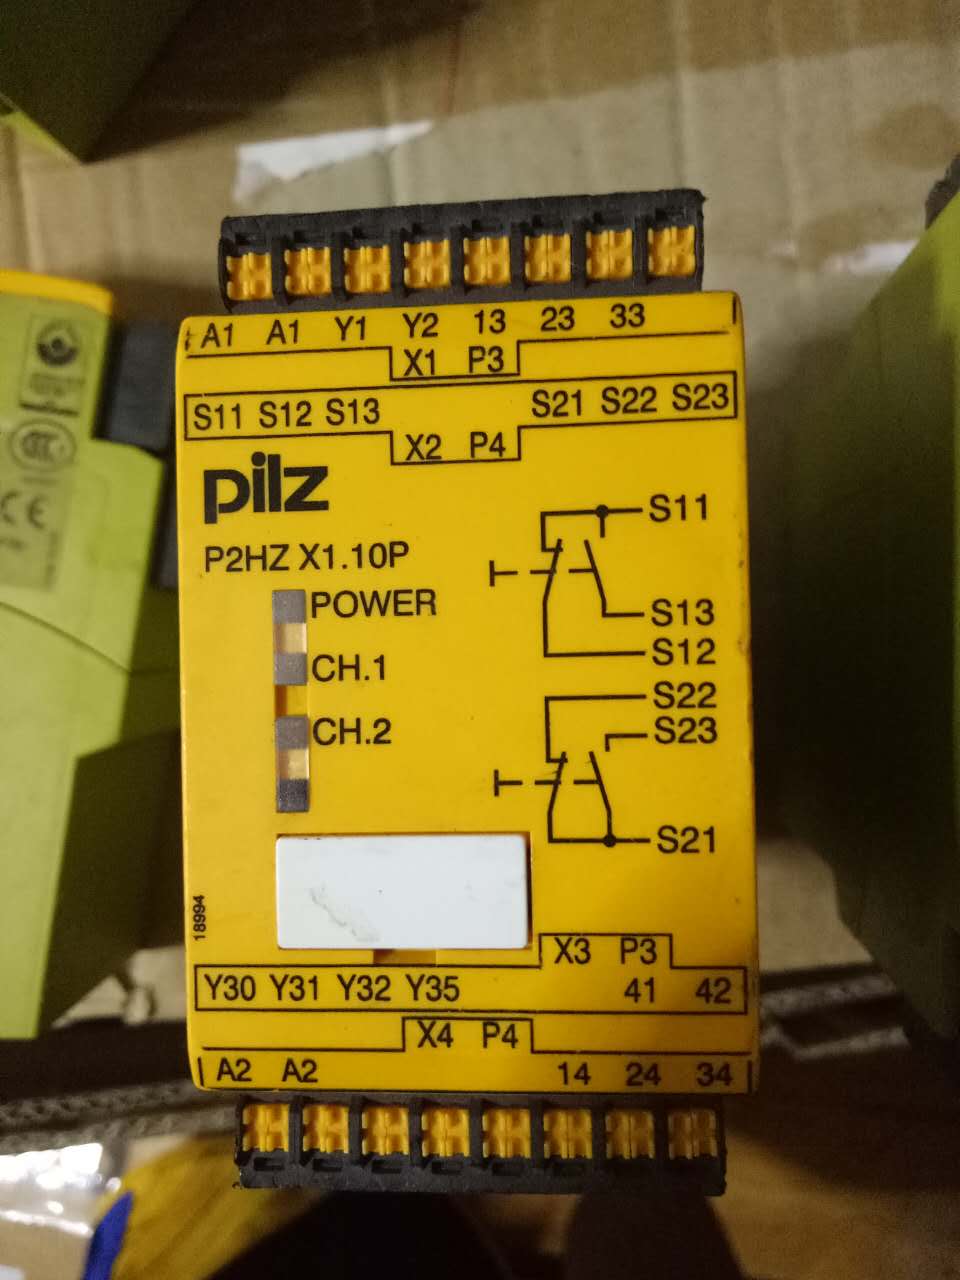 A1 A1 Y1 Y2 13 23 33
X1 P3
S11 S12 S13 S21 S22 S23
X2 P4
pilz
P2HZ X1.10P
POWER
CH.1
CH.2
S11
S13
S12
S22
S23
S21
18994
X3 P3
Y30 Y31 Y32 Y35 41 42
X4 P4
A2 A2 14 24 34
CCC
CE